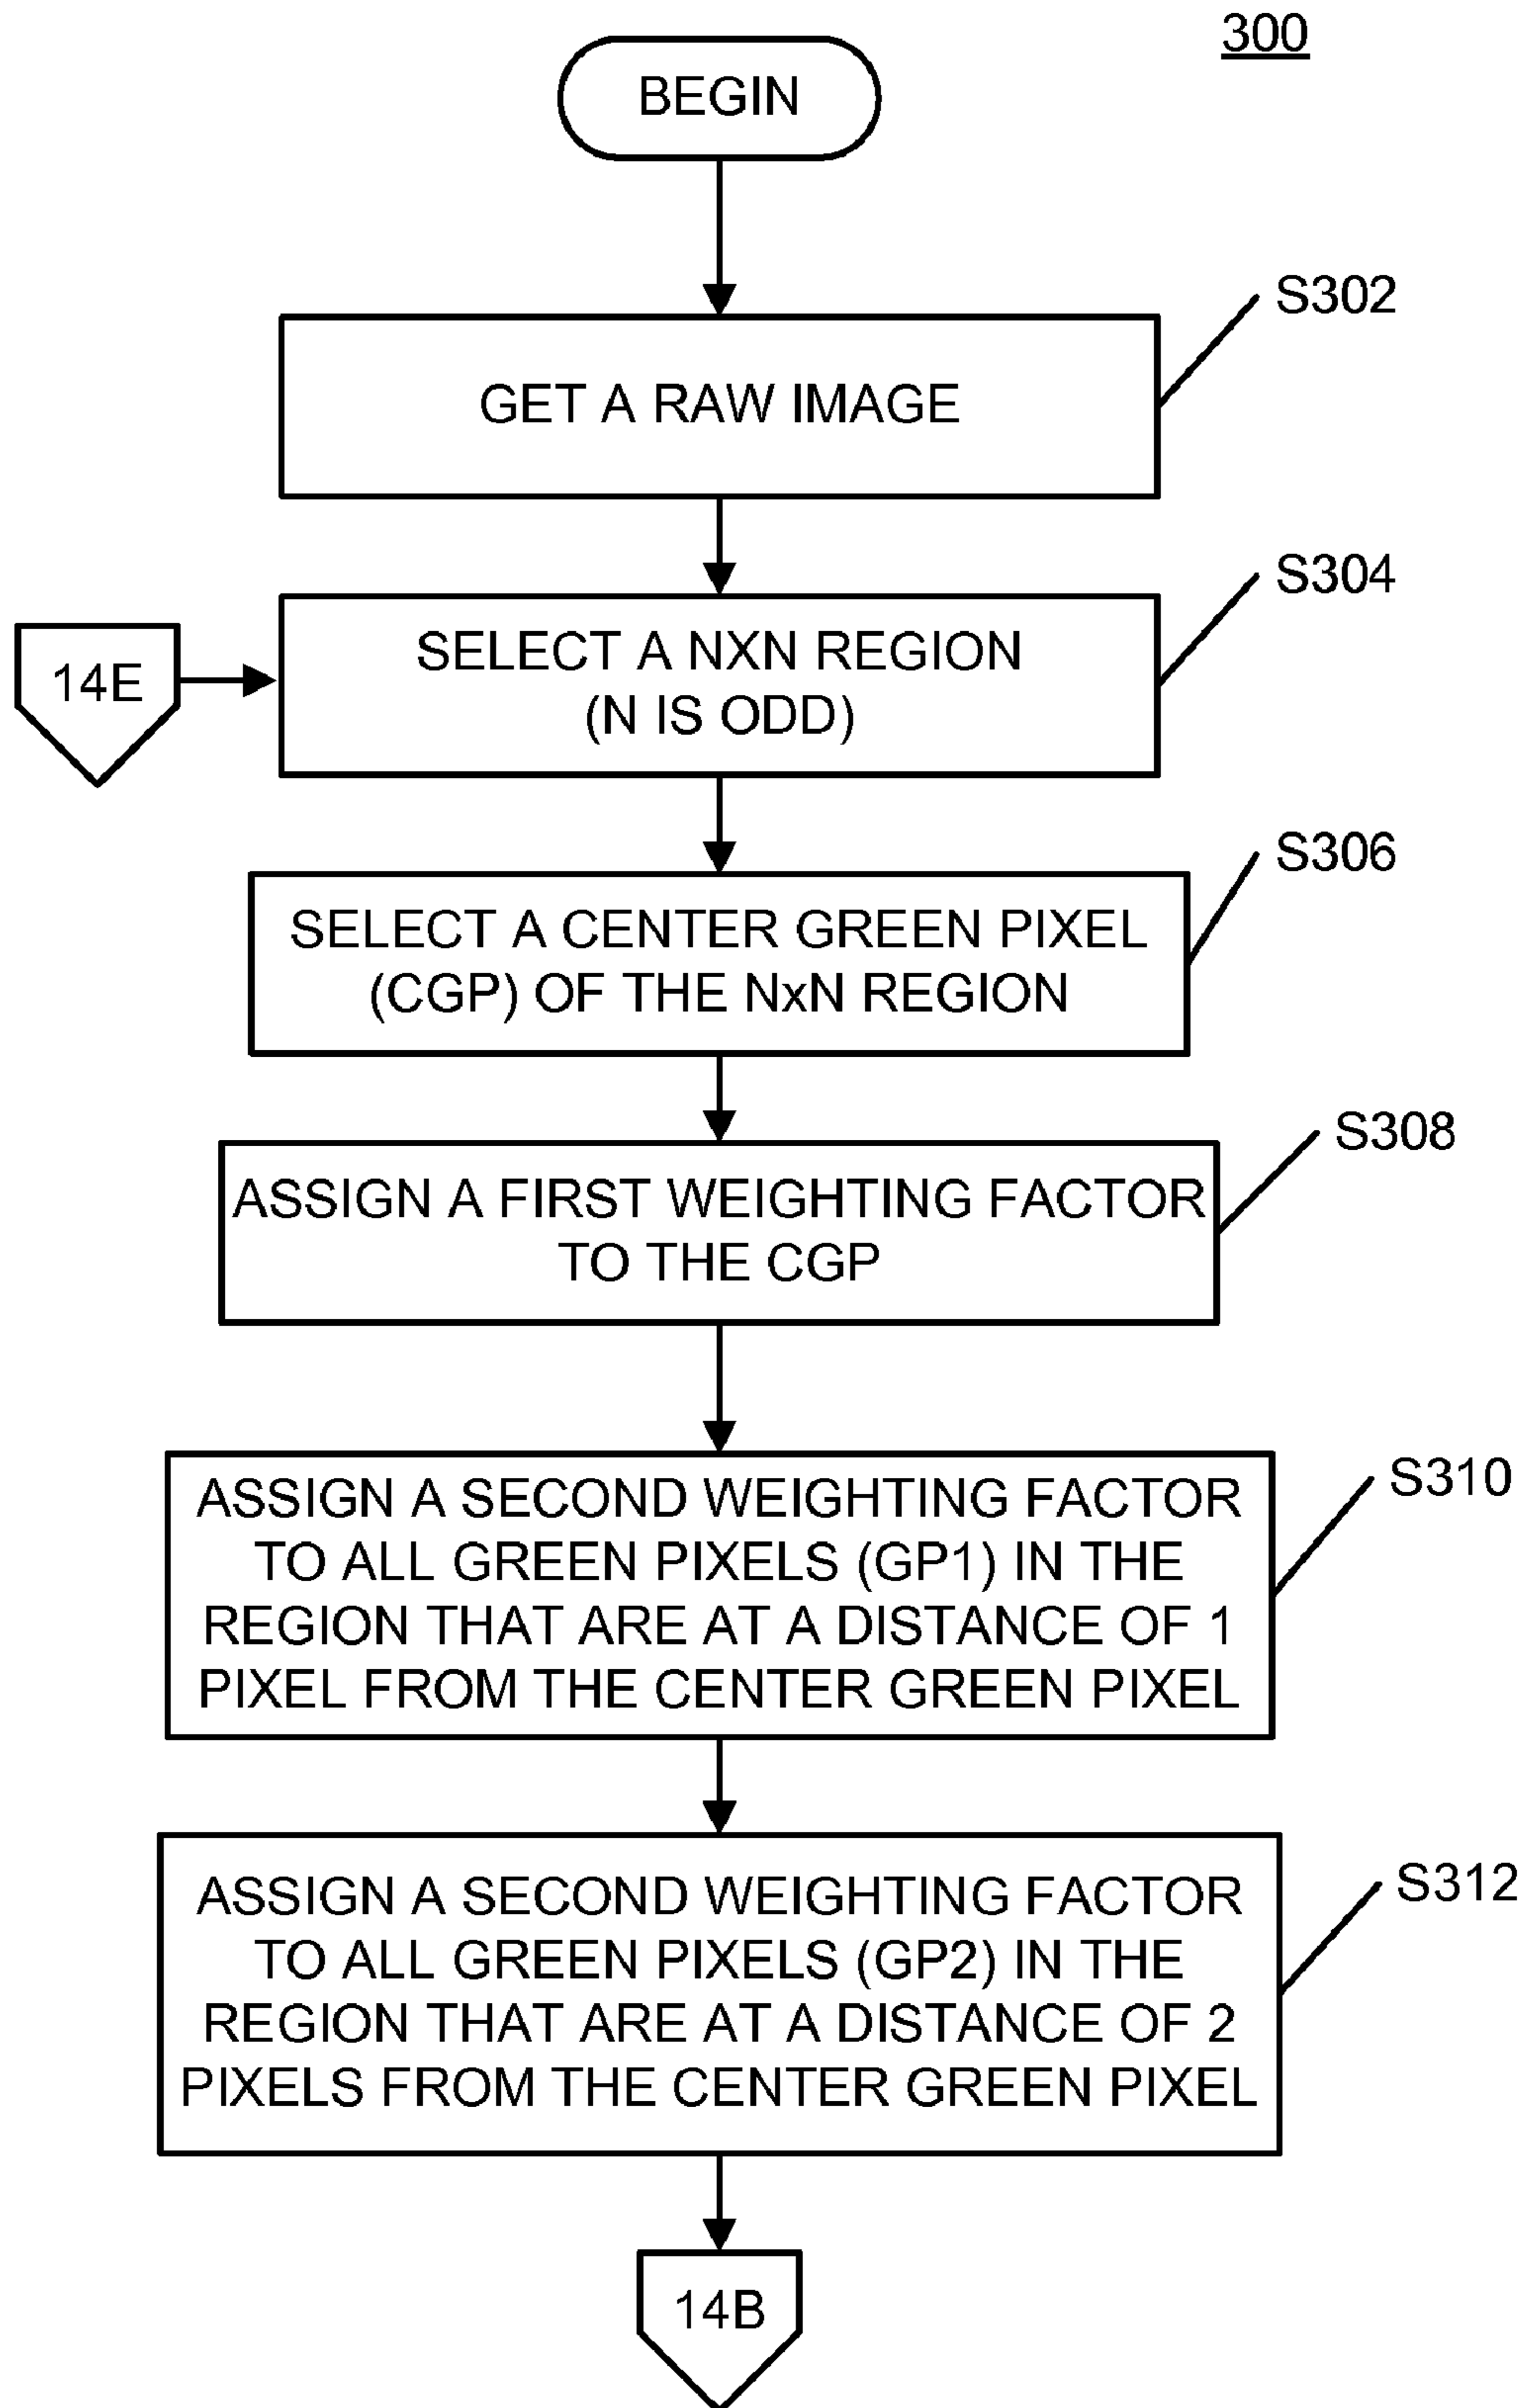 300
BEGIN
S302
GET A RAW IMAGE
S304
14E
SELECT A NXN REGION
(N IS ODD)
S306
SELECT A CENTER GREEN PIXEL
(CGP) OF THE NxN REGION
S308
ASSIGN A FIRST WEIGHTING FACTOR
TO THE CGP
S310
ASSIGN A SECOND WEIGHTING FACTOR
TO ALL GREEN PIXELS (GP1) IN THE
REGION THAT ARE AT A DISTANCE OF 1
PIXEL FROM THE CENTER GREEN PIXEL
S312
ASSIGN A SECOND WEIGHTING FACTOR
TO ALL GREEN PIXELS (GP2) IN THE
REGION THAT ARE AT A DISTANCE OF 2
PIXELS FROM THE CENTER GREEN PIXEL
14B